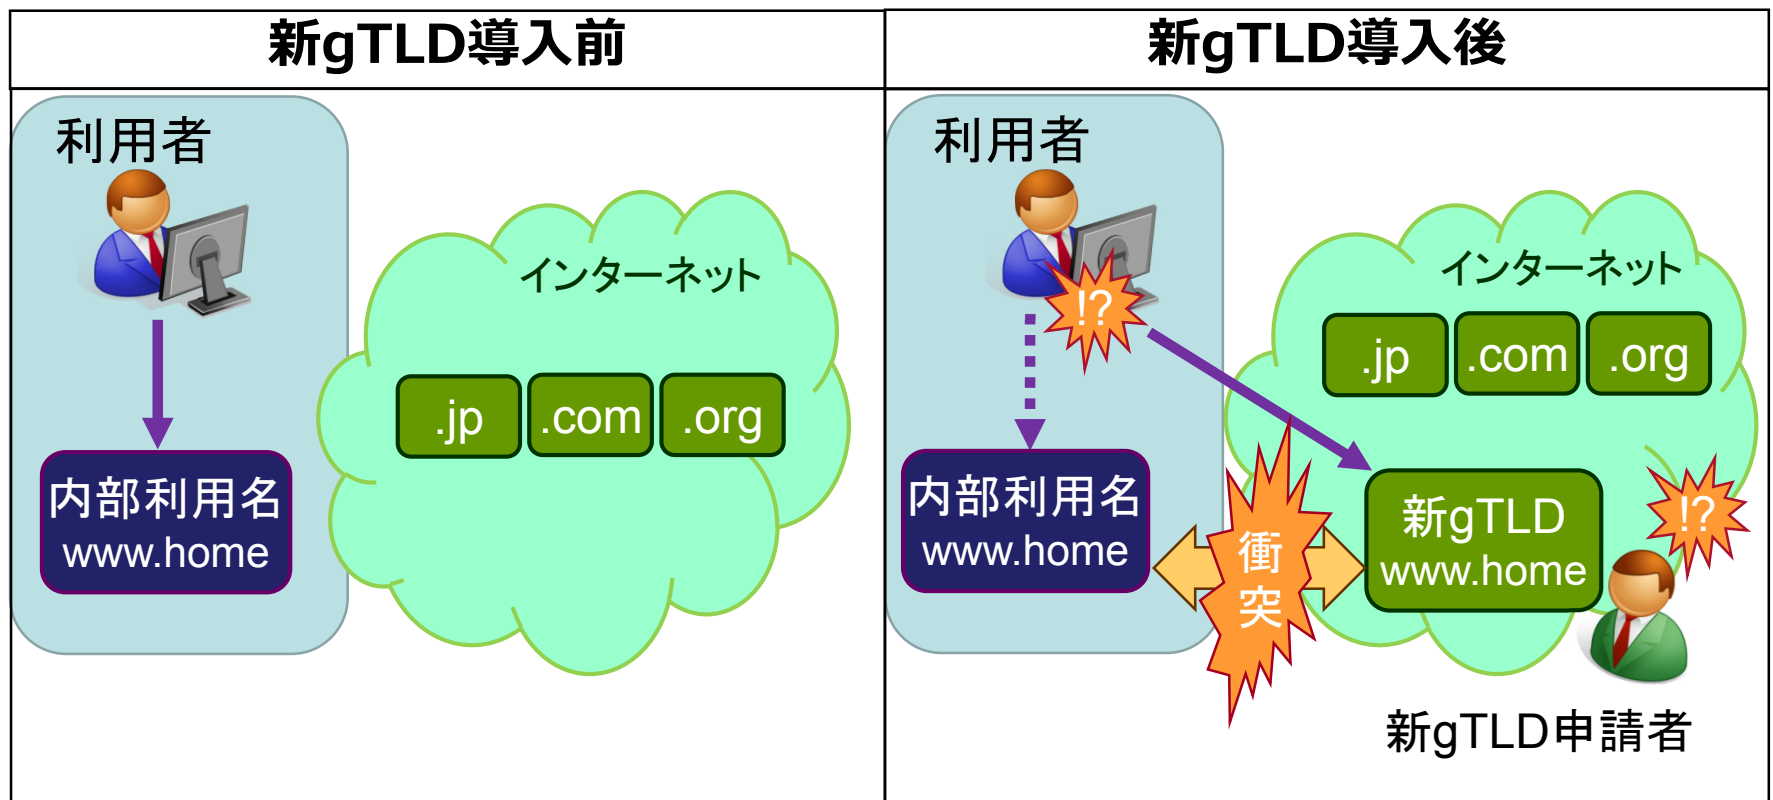 新gTLD導入前
利用者
インターネット
.jp
.com
.org
内部利用名
www.home
新gTLD導入後
利用者
インターネット
!?
.jp
.com
.org
内部利用名
www.home
衝
突
新gTLD
www.home
!?
新gTLD申請者